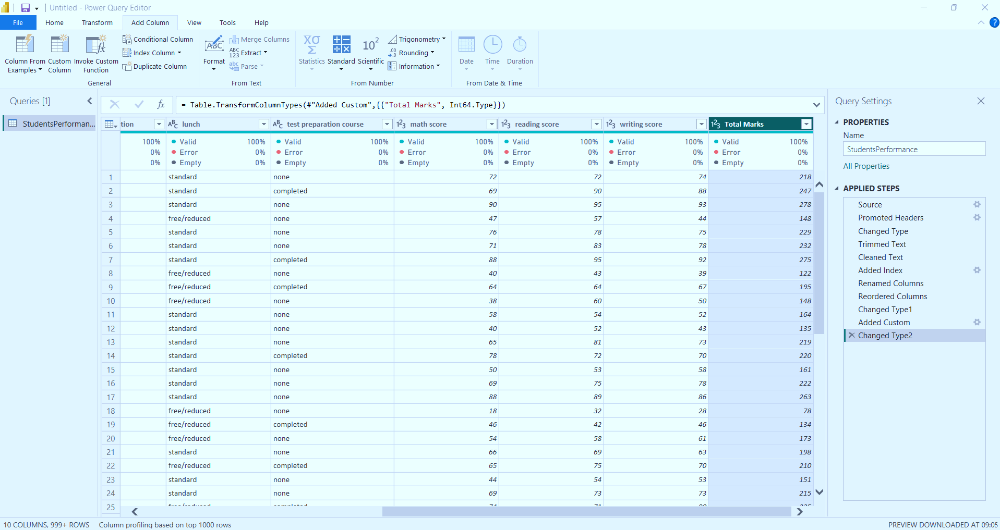 Untitled - Power Query Editor
File Home Transform Add Column View Tools Help
Column From Examples
Custom Column
Invoke Custom Function
Conditional Column
Index Column
Duplicate Column
General
ABC
Format
Merge Columns
ABC 123 Extract
abc Parse
From Text
XΣ Statistics
Standard
10² Scientific
Trigonometry
.00 →.0 Rounding
Information
From Number
Date
Time
Duration
From Date & Time
Queries [1]
StudentsPerforman...
fx = Table.TransformColumnTypes(#"Added Custom",{{"Total Marks", Int64.Type}})
tion ABC lunch ABC test preparation course 123 math score 123 reading score 123 writing score 123 Total Marks
100% Valid 100% Valid 100% Valid 100% Valid 100% Valid 100% Valid 100%
0% Error 0% Error 0% Error 0% Error 0% Error 0% Error 0%
0% Empty 0% Empty 0% Empty 0% Empty 0% Empty 0% Empty 0%
1 standard none 72 72 74 218
2 standard completed 69 90 88 247
3 standard none 90 95 93 278
4 free/reduced none 47 57 44 148
5 standard none 76 78 75 229
6 standard none 71 83 78 232
7 standard completed 88 95 92 275
8 free/reduced none 40 43 39 122
9 free/reduced completed 64 64 67 195
10 free/reduced none 38 60 50 148
11 standard none 58 54 52 164
12 standard none 40 52 43 135
13 standard none 65 81 73 219
14 standard completed 78 72 70 220
15 standard none 50 53 58 161
16 standard none 69 75 78 222
17 standard none 88 89 86 263
18 free/reduced none 18 32 28 78
19 free/reduced completed 46 42 46 134
20 free/reduced none 54 58 61 173
21 standard none 66 69 63 198
22 free/reduced completed 65 75 70 210
23 standard none 44 54 53 151
24 standard none 69 73 73 215
25
Query Settings
PROPERTIES
Name
StudentsPerformance
All Properties
APPLIED STEPS
Source
Promoted Headers
Changed Type
Trimmed Text
Cleaned Text
Added Index
Renamed Columns
Reordered Columns
Changed Type1
Added Custom
Changed Type2
10 COLUMNS, 999+ ROWS Column profiling based on top 1000 rows
PREVIEW DOWNLOADED AT 09:05